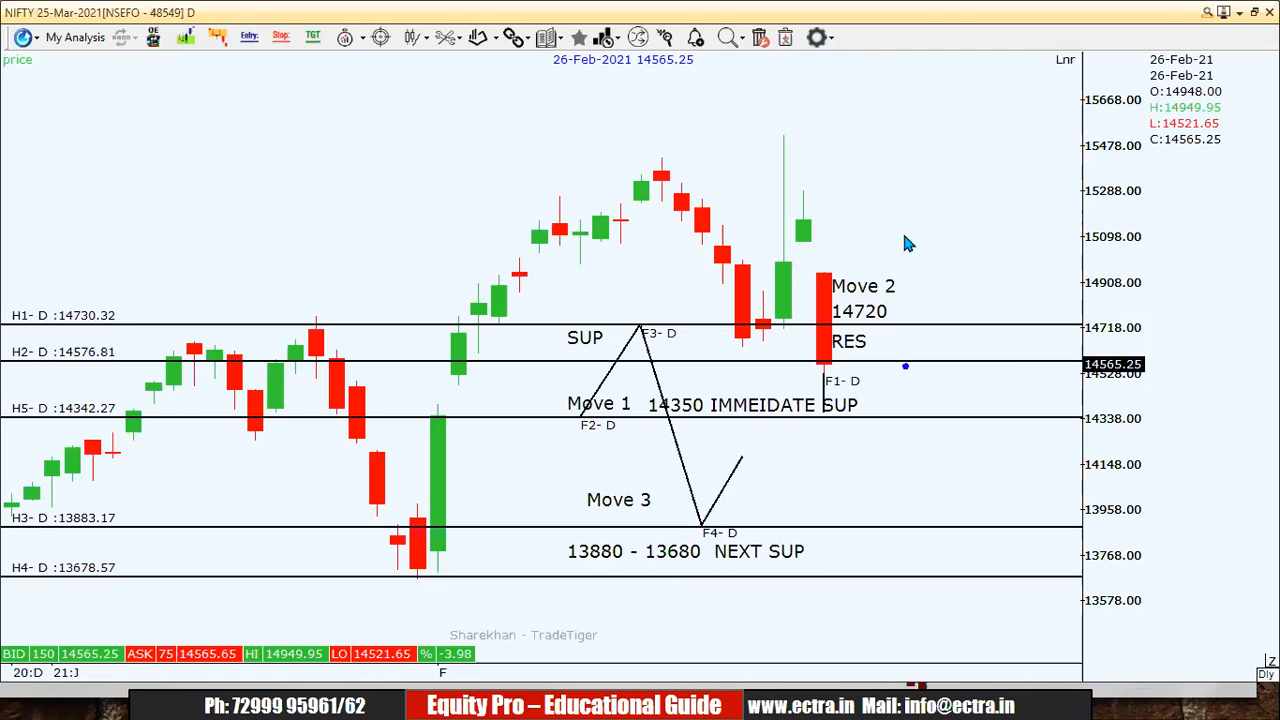 NIFTY 25-Mar-2021[NSEFO - 48549] D
OE My Analysis Entry: Stop: TGT
price
26-Feb-2021 14565.25
Lnr
26-Feb-21
26-Feb-21
O:14948.00
H:14949.95
L:14521.65
C:14565.25
15668.00
15478.00
15288.00
15098.00
14908.00
14718.00
14565.25
14528.00
14338.00
14148.00
13958.00
13768.00
13578.00
Move 2
14720
RES
H1- D :14730.32
SUP
F3- D
H2- D :14576.81
F1- D
H5- D :14342.27
Move 1
14350 IMMEIDATE SUP
F2- D
Move 3
H3- D :13883.17
F4- D
13880 - 13680 NEXT SUP
H4- D :13678.57
Sharekhan - TradeTiger
BID 150 14565.25 ASK 75 14565.65 HI 14949.95 LO 14521.65 % -3.98
20:D 21:J F
Z
Dly
Ph: 72999 95961/62 Equity Pro – Educational Guide www.ectra.in Mail: info@ectra.in